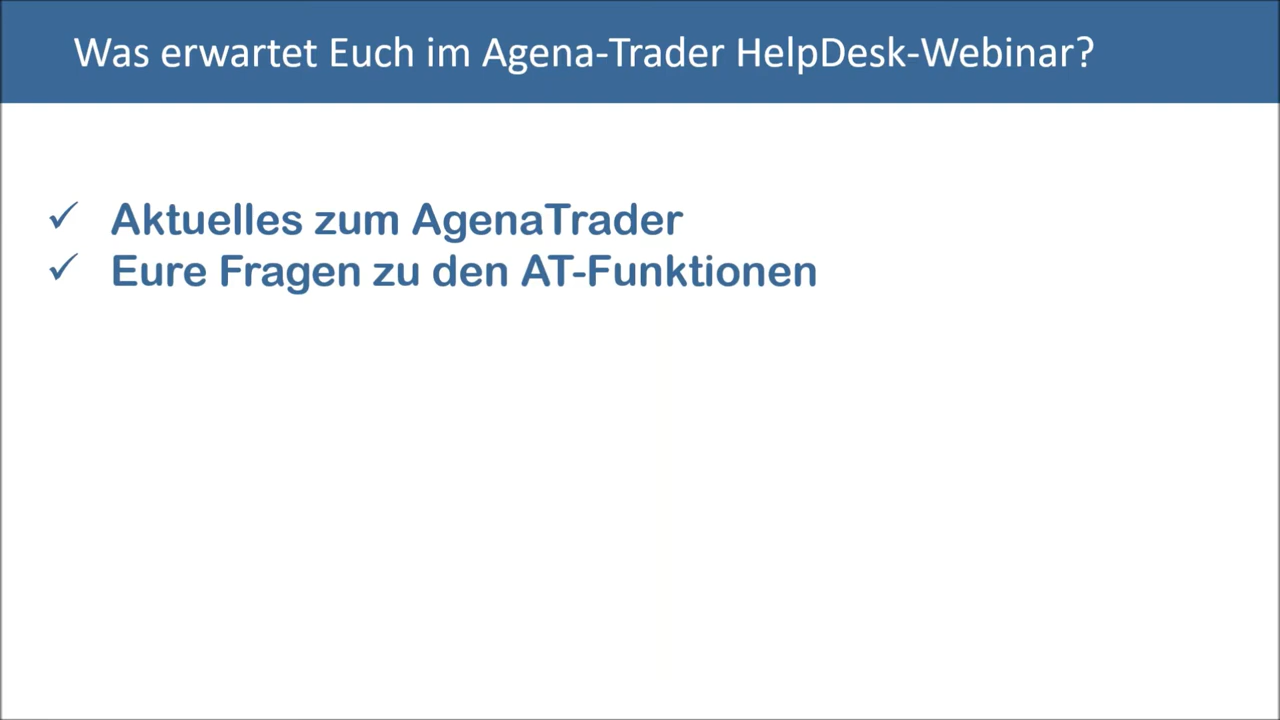 Was erwartet Euch im Agena-Trader HelpDesk-Webinar?
✓ Aktuelles zum AgenaTrader
✓ Eure Fragen zu den AT-Funktionen